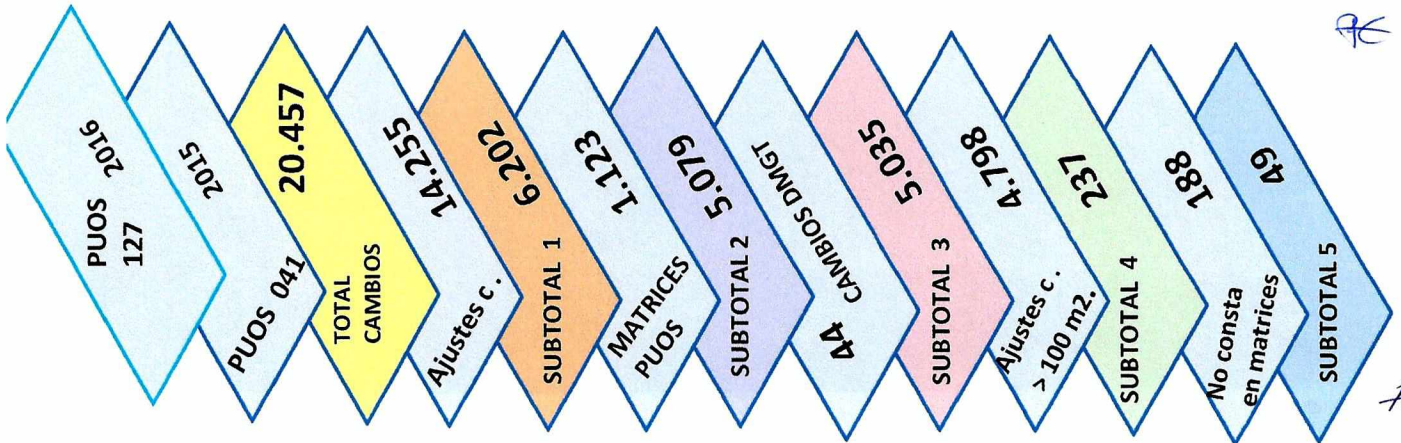 PUOS 2016
127
PUOS 041 2015
TOTAL
CAMBIOS
20.457
Ajustes c. 14.255
SUBTOTAL 1 6.202
MATRICES
PUOS
1.123
SUBTOTAL 2 5.079
44 CAMBIOS DMGT
SUBTOTAL 3 5.035
Ajustes c.
> 100 m2.
4.798
SUBTOTAL 4 237
No consta
en matrices
188
SUBTOTAL 5 49